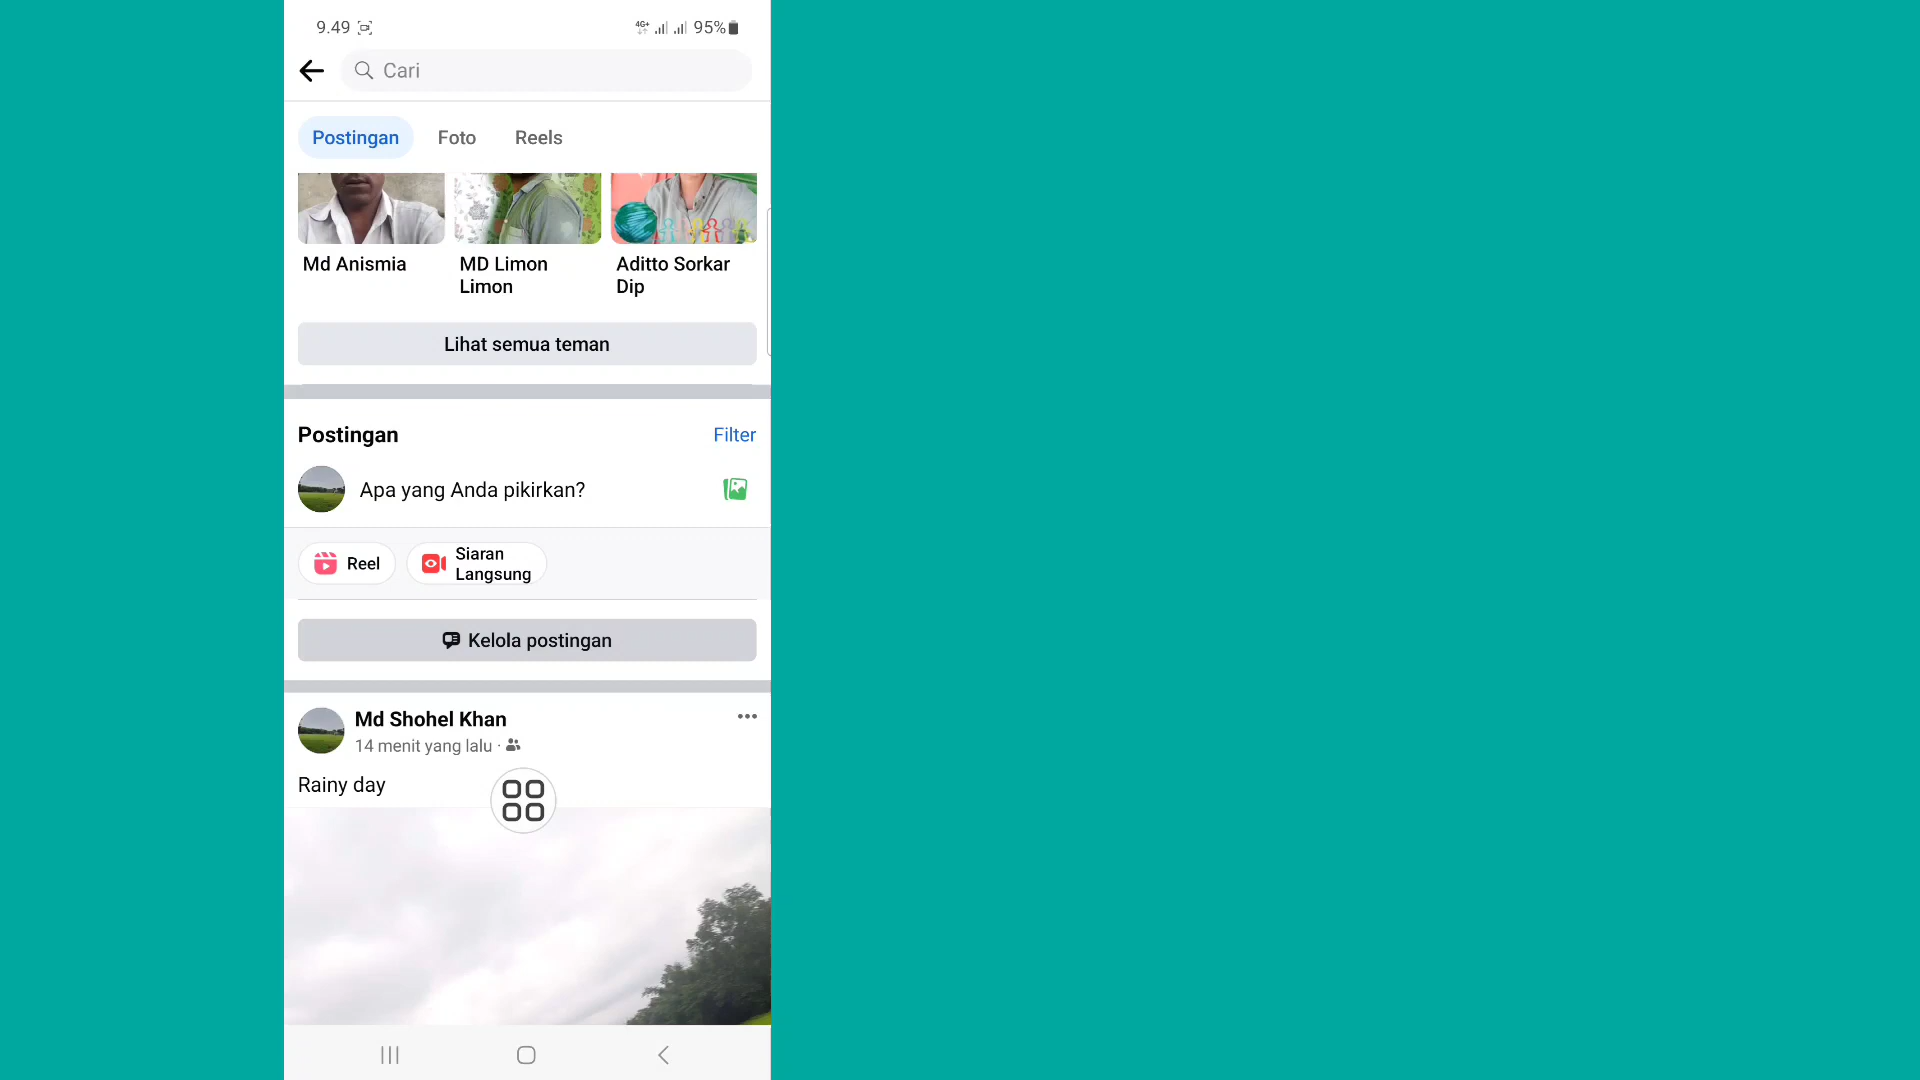 9.49
4G+ 95%
Cari
Postingan Foto Reels
Md Anismia MD Limon Aditto Sorkar
Limon Dip
Lihat semua teman
Postingan Filter
Apa yang Anda pikirkan?
Reel Siaran
Langsung
Kelola postingan
Md Shohel Khan
14 menit yang lalu ·
Rainy day